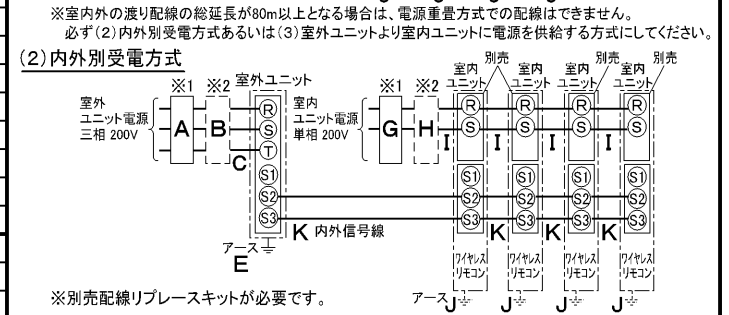 ※室内外の渡り配線の総延長が80m以上となる場合は、電源重畳方式での配線はできません。
必ず(2)内外別受電方式あるいは(3)室外ユニットより室内ユニットに電源を供給する方式にしてください。
(2)内外別受電方式
※1 ※2 室外ユニット
室外
ユニット電源
三相 200V
A B C
R
S
T
S1
S2
S3
アース
E
K 内外信号線
※1 ※2
室内
ユニット電源
単相 200V
G H
別売 別売 別売
室内ユニット 室内ユニット 室内ユニット 室内ユニット
R R R R
S S S S
I I I I
S1 S1 S1 S1
S2 S2 S2 S2
S3 S3 S3 S3
K K K
ワイヤレスリモコン ワイヤレスリモコン ワイヤレスリモコン ワイヤレスリモコン
アース J J J J
※別売配線リプレースキットが必要です。